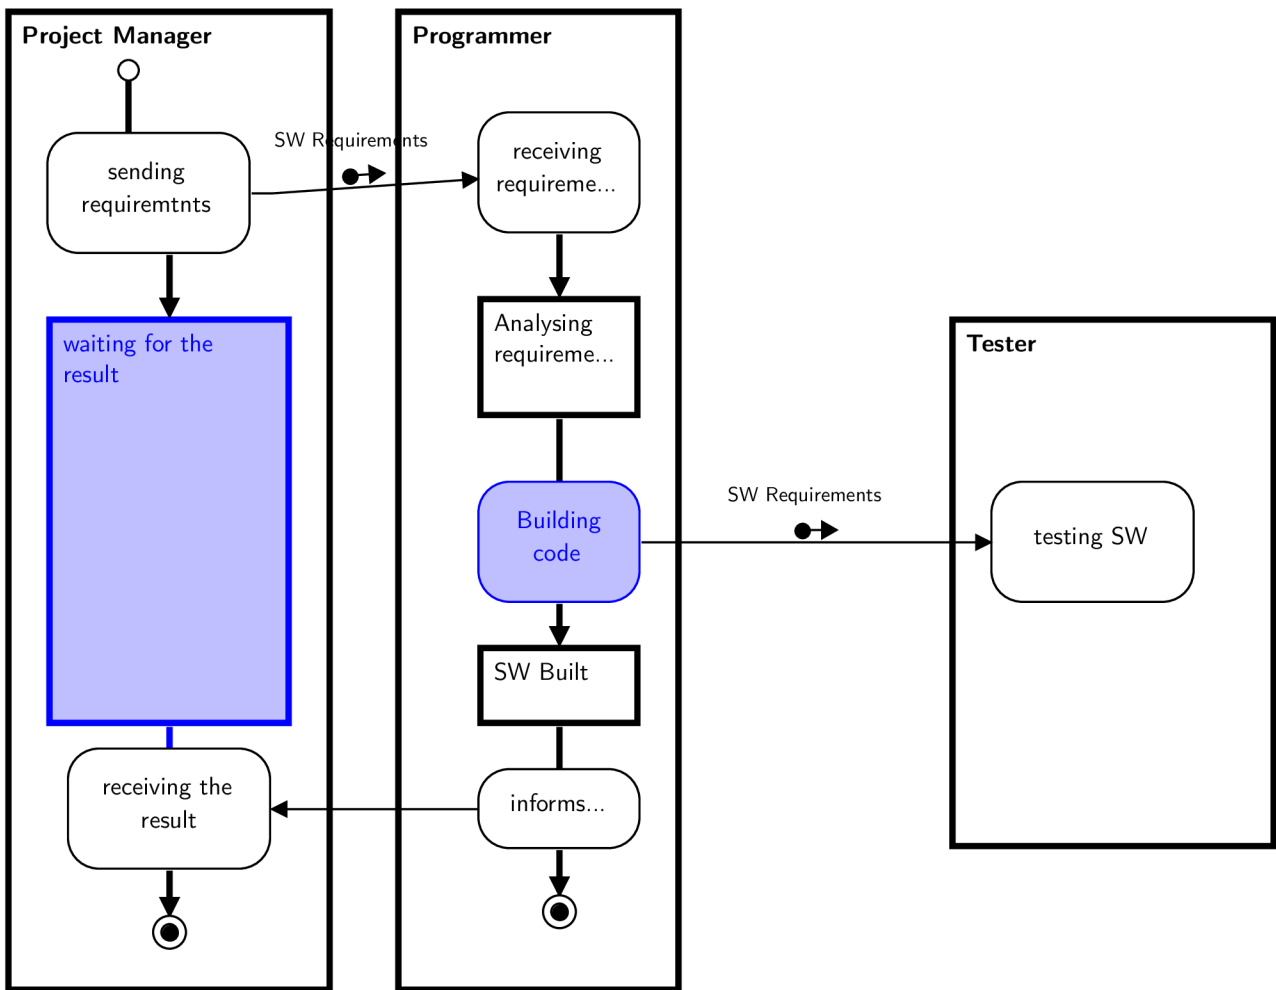 Project Manager
Programmer
SW Requirements
sending
requiremtnts
receiving
requireme...
waiting for the
result
Analysing
requireme...
Tester
SW Requirements
Building
code
testing SW
SW Built
receiving the
result
informs...